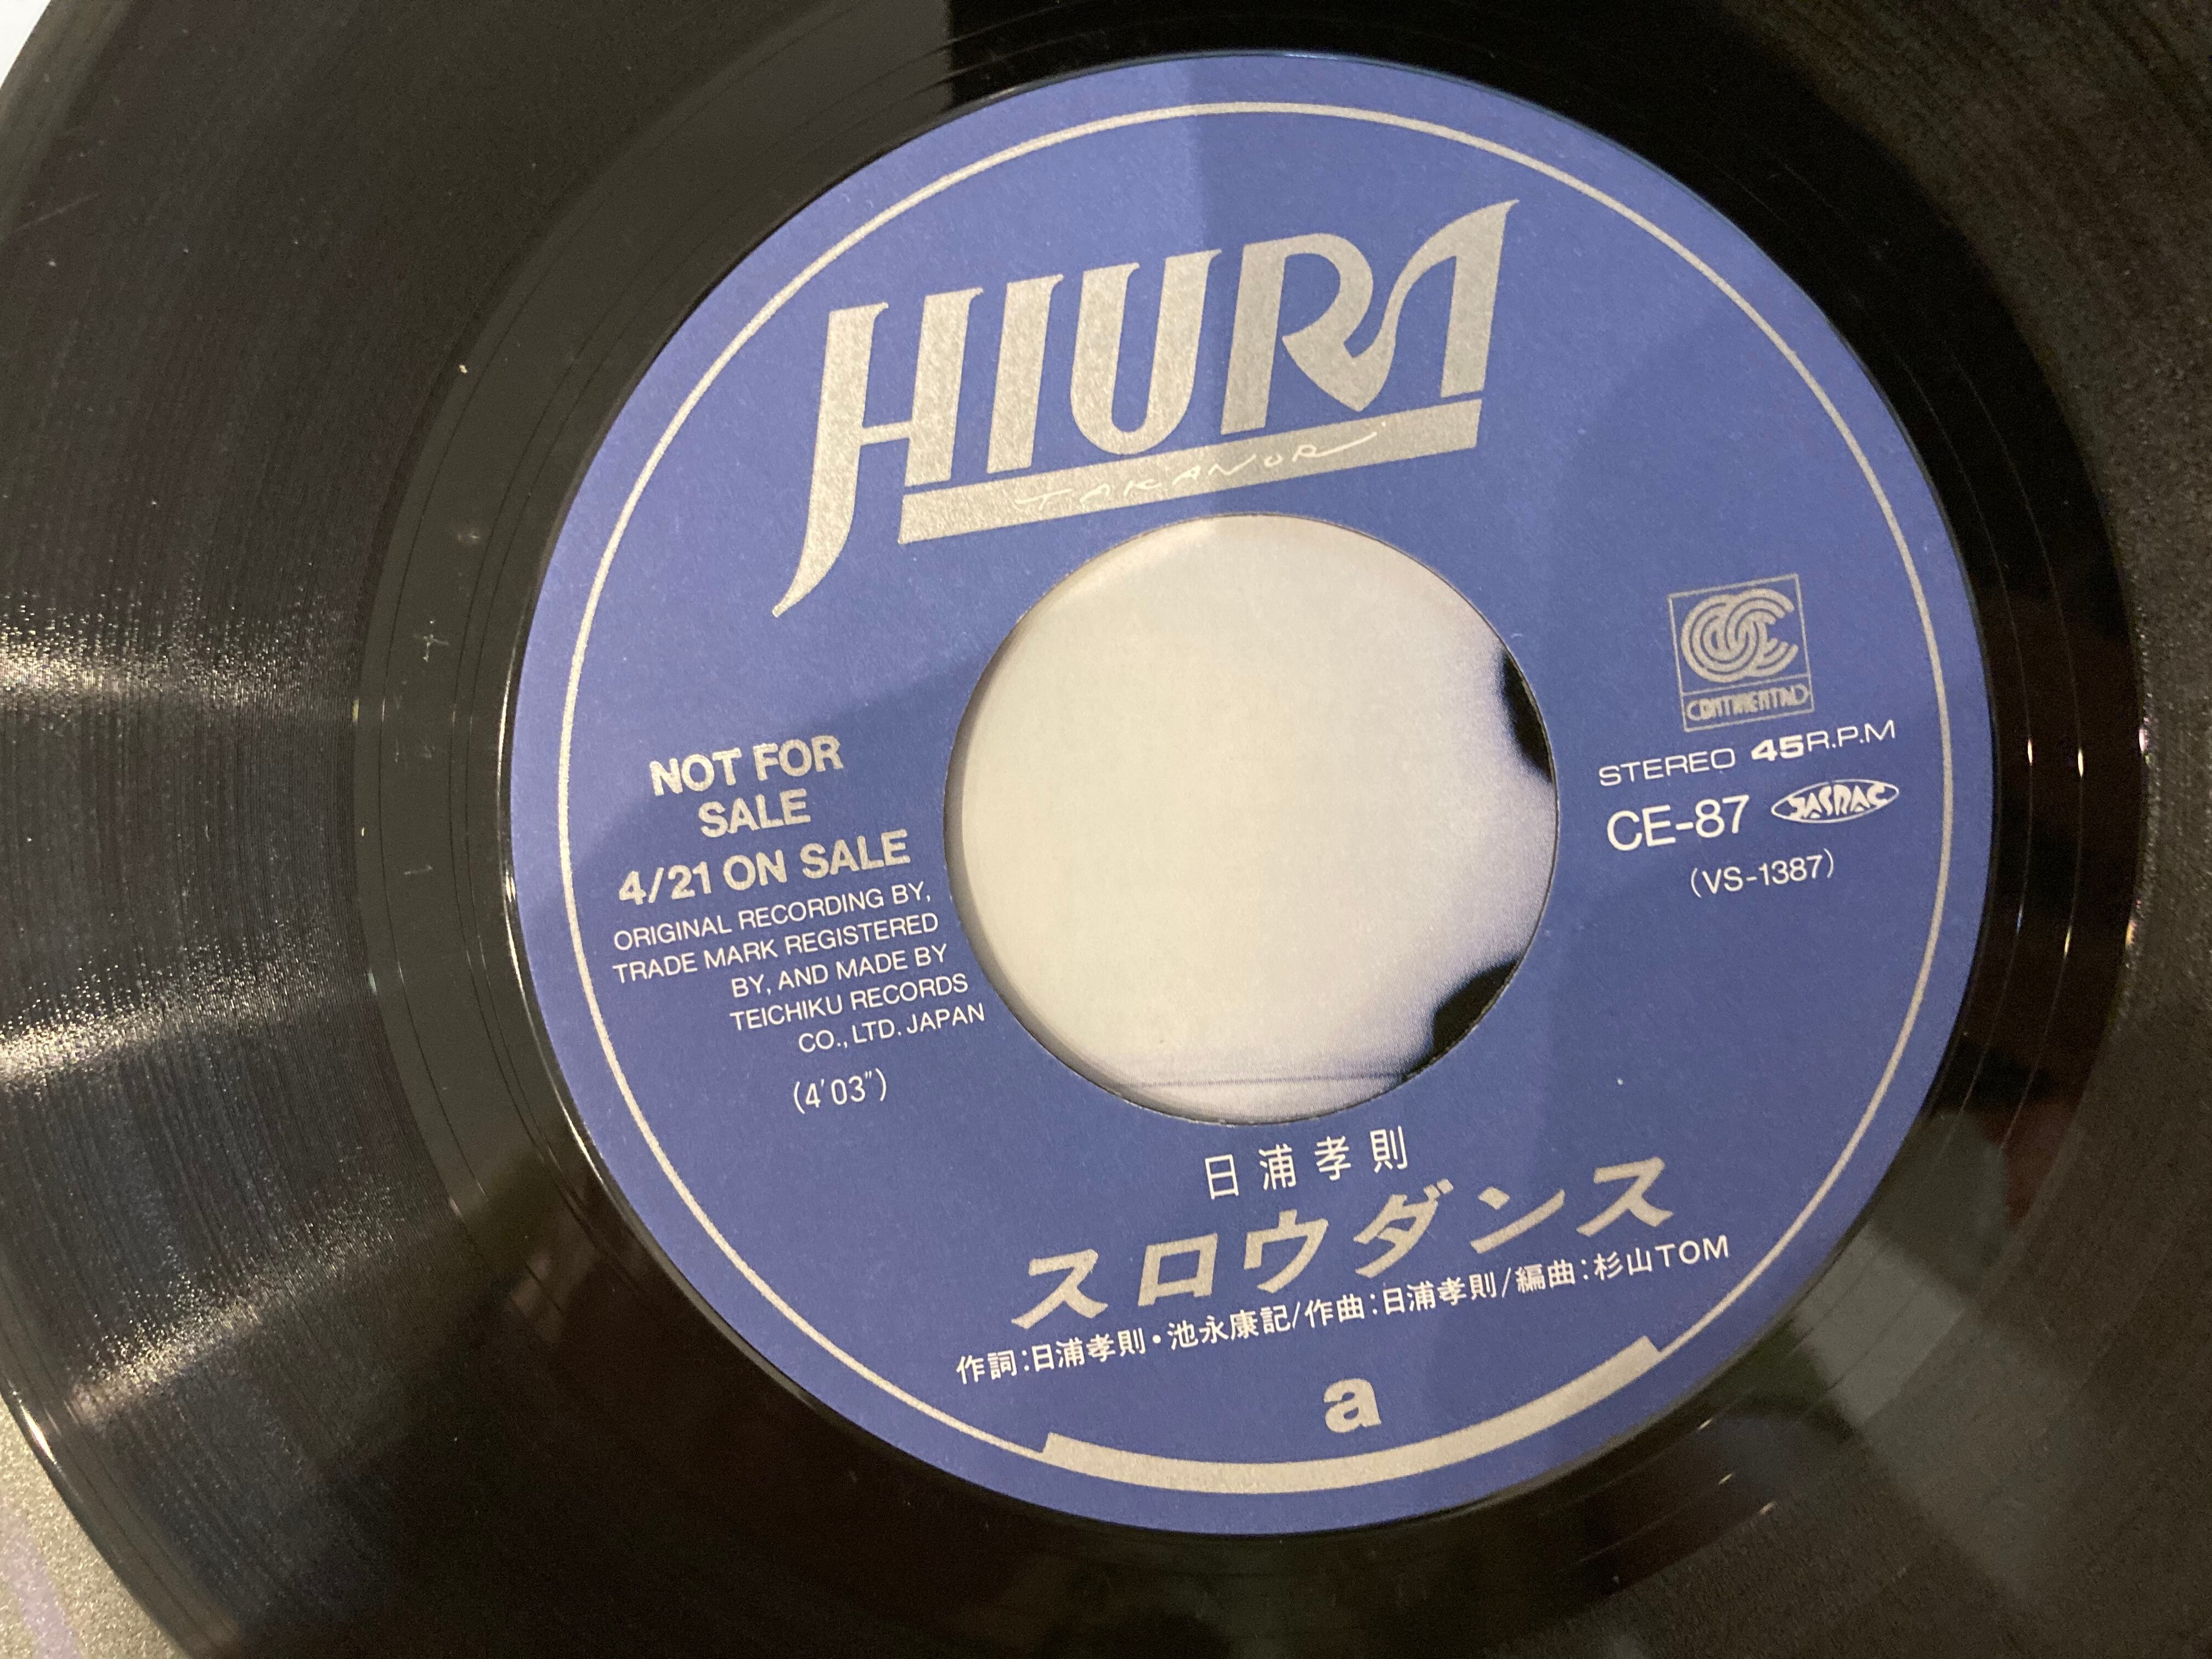 HIURA
TAKANORI
NOT FOR
SALE
4/21 ON SALE
ORIGINAL RECORDING BY,
TRADE MARK REGISTERED
BY, AND MADE BY
TEICHIKU RECORDS
CO., LTD. JAPAN
(4'03")
CONTINENTAL
STEREO 45R.P.M
CE-87 JASRAC
(VS-1387)
日浦孝則
スロウダンス
作詞:日浦孝則・池永康記/作曲:日浦孝則/編曲:杉山TOM
a